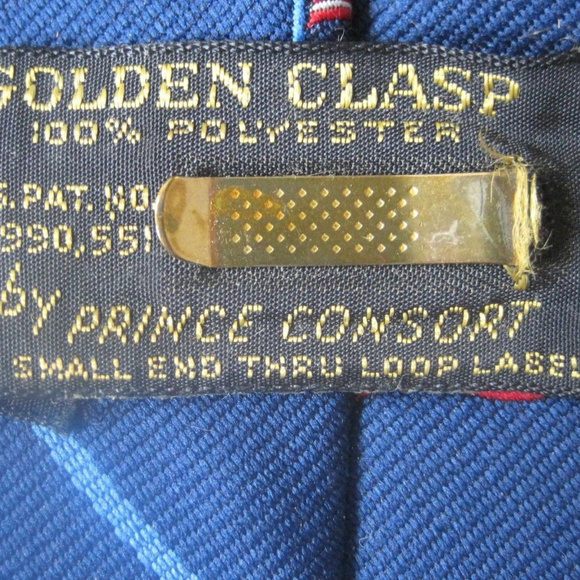 GOLDEN CLASP
100% POLYESTER
S.PAT.NO
990,551
by PRINCE CONSORT
SMALL END THRU LOOP LABEL